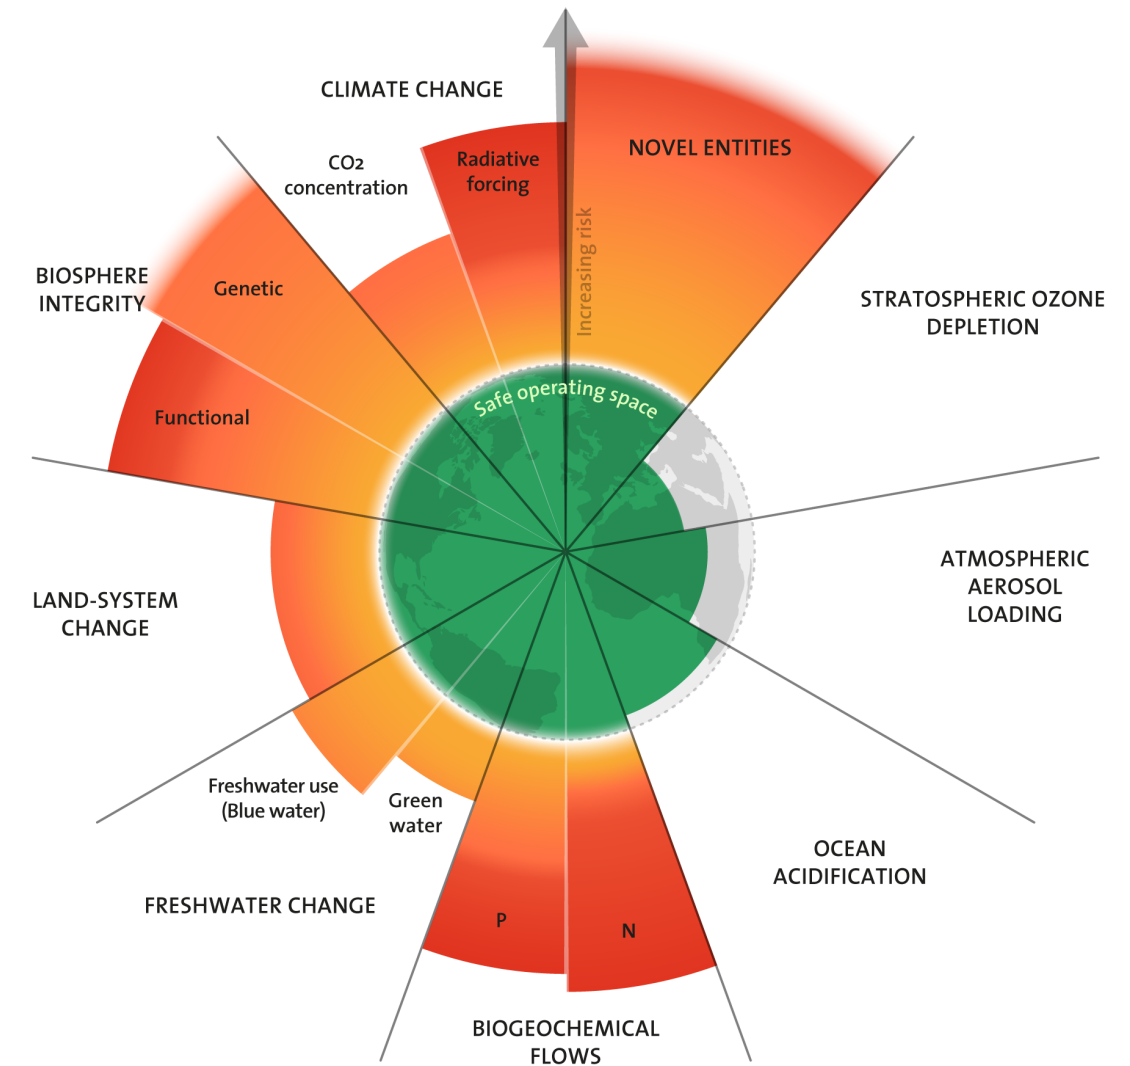 CLIMATE CHANGE
CO2
concentration
Radiative
forcing
NOVEL ENTITIES
Increasing risk
BIOSPHERE
INTEGRITY
Genetic
Functional
STRATOSPHERIC OZONE
DEPLETION
Safe operating space
ATMOSPHERIC
AEROSOL
LOADING
LAND-SYSTEM
CHANGE
Freshwater use
(Blue water)
Green
water
FRESHWATER CHANGE
OCEAN
ACIDIFICATION
P
N
BIOGEOCHEMICAL
FLOWS